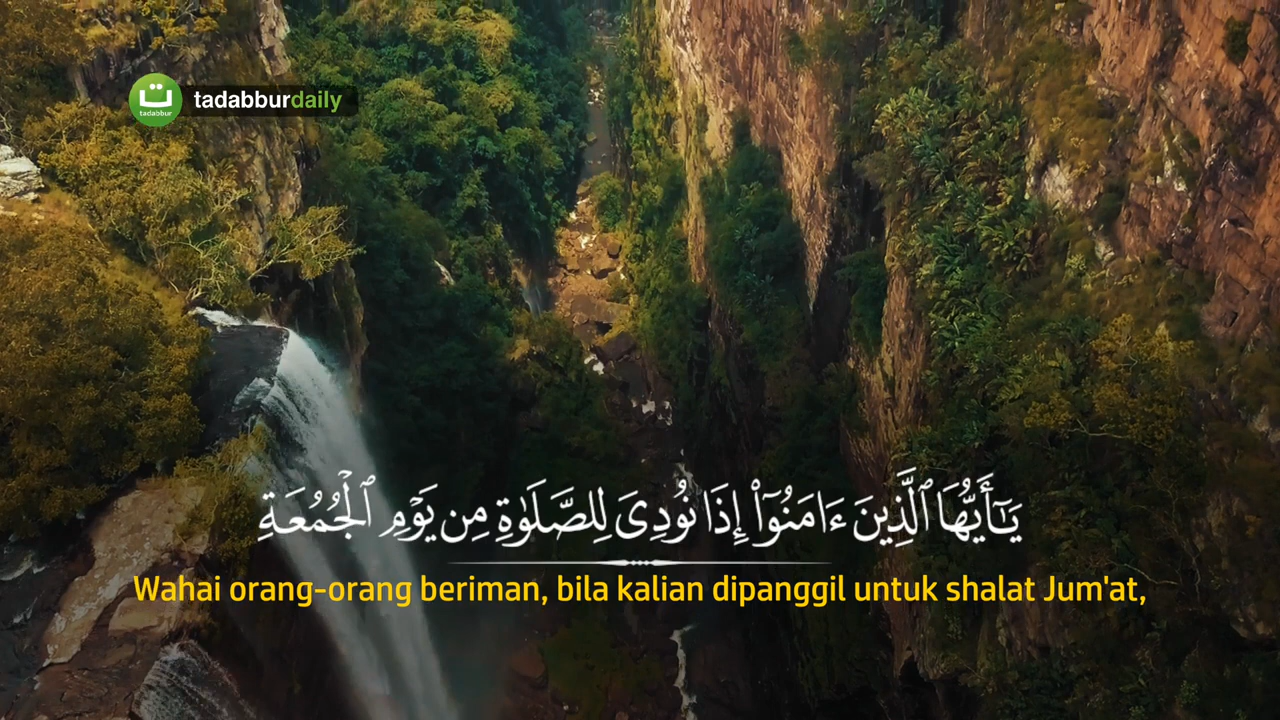 ت
tadabbur
tadabburdaily
يَـٰٓأَيُّهَا ٱلَّذِينَ ءَامَنُوٓا۟ إِذَا نُودِىَ لِلصَّلَوٰةِ مِن يَوْمِ ٱلْجُمُعَةِ
Wahai orang-orang beriman, bila kalian dipanggil untuk shalat Jum'at,